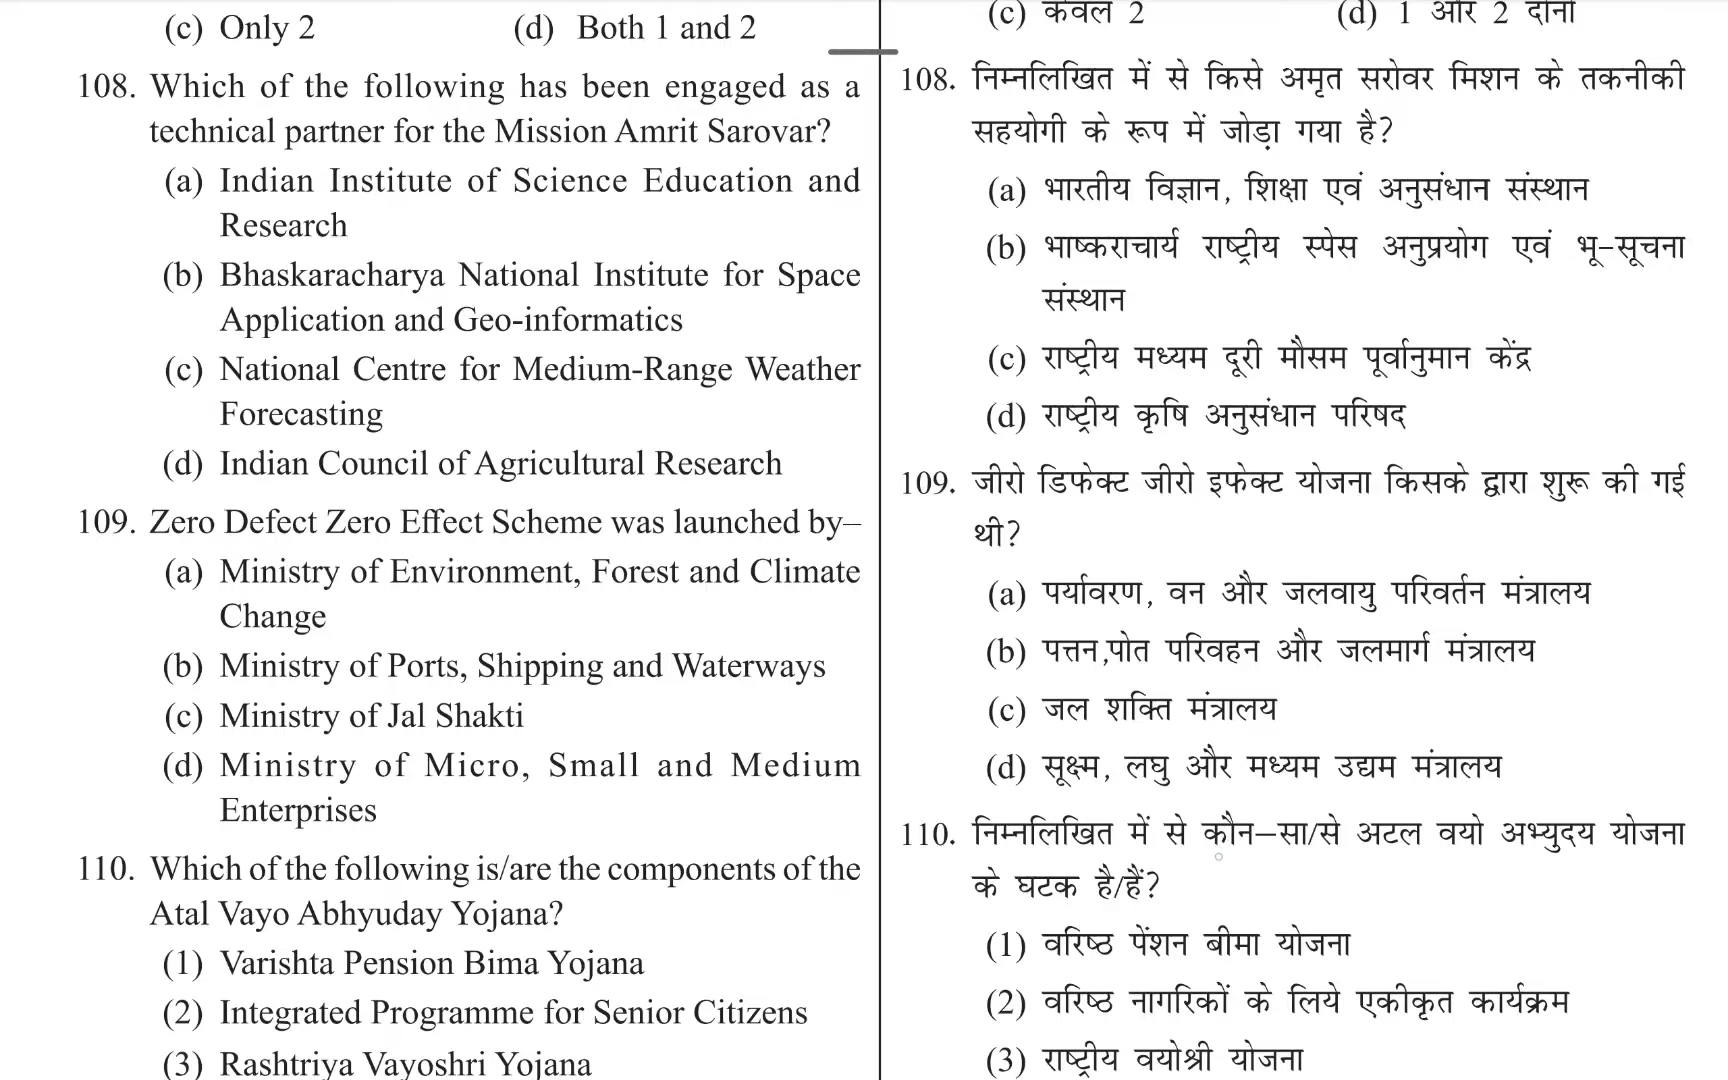 (c) Only 2 (d) Both 1 and 2
108. Which of the following has been engaged as a
technical partner for the Mission Amrit Sarovar?
(a) Indian Institute of Science Education and
Research
(b) Bhaskaracharya National Institute for Space
Application and Geo-informatics
(c) National Centre for Medium-Range Weather
Forecasting
(d) Indian Council of Agricultural Research
109. Zero Defect Zero Effect Scheme was launched by–
(a) Ministry of Environment, Forest and Climate
Change
(b) Ministry of Ports, Shipping and Waterways
(c) Ministry of Jal Shakti
(d) Ministry of Micro, Small and Medium
Enterprises
110. Which of the following is/are the components of the
Atal Vayo Abhyuday Yojana?
(1) Varishta Pension Bima Yojana
(2) Integrated Programme for Senior Citizens
(3) Rashtriya Vayoshri Yojana
(c) केवल 2 (d) 1 और 2 दोनों
108. निम्नलिखित में से किसे अमृत सरोवर मिशन के तकनीकी
सहयोगी के रूप में जोड़ा गया है?
(a) भारतीय विज्ञान, शिक्षा एवं अनुसंधान संस्थान
(b) भाष्कराचार्य राष्ट्रीय स्पेस अनुप्रयोग एवं भू–सूचना
संस्थान
(c) राष्ट्रीय मध्यम दूरी मौसम पूर्वानुमान केंद्र
(d) राष्ट्रीय कृषि अनुसंधान परिषद
109. जीरो डिफेक्ट जीरो इफेक्ट योजना किसके द्वारा शुरू की गई
थी?
(a) पर्यावरण, वन और जलवायु परिवर्तन मंत्रालय
(b) पत्तन,पोत परिवहन और जलमार्ग मंत्रालय
(c) जल शक्ति मंत्रालय
(d) सूक्ष्म, लघु और मध्यम उद्यम मंत्रालय
110. निम्नलिखित में से कौन–सा/से अटल वयो अभ्युदय योजना
के घटक है/हैं?
(1) वरिष्ठ पेंशन बीमा योजना
(2) वरिष्ठ नागरिकों के लिये एकीकृत कार्यक्रम
(3) राष्ट्रीय वयोश्री योजना